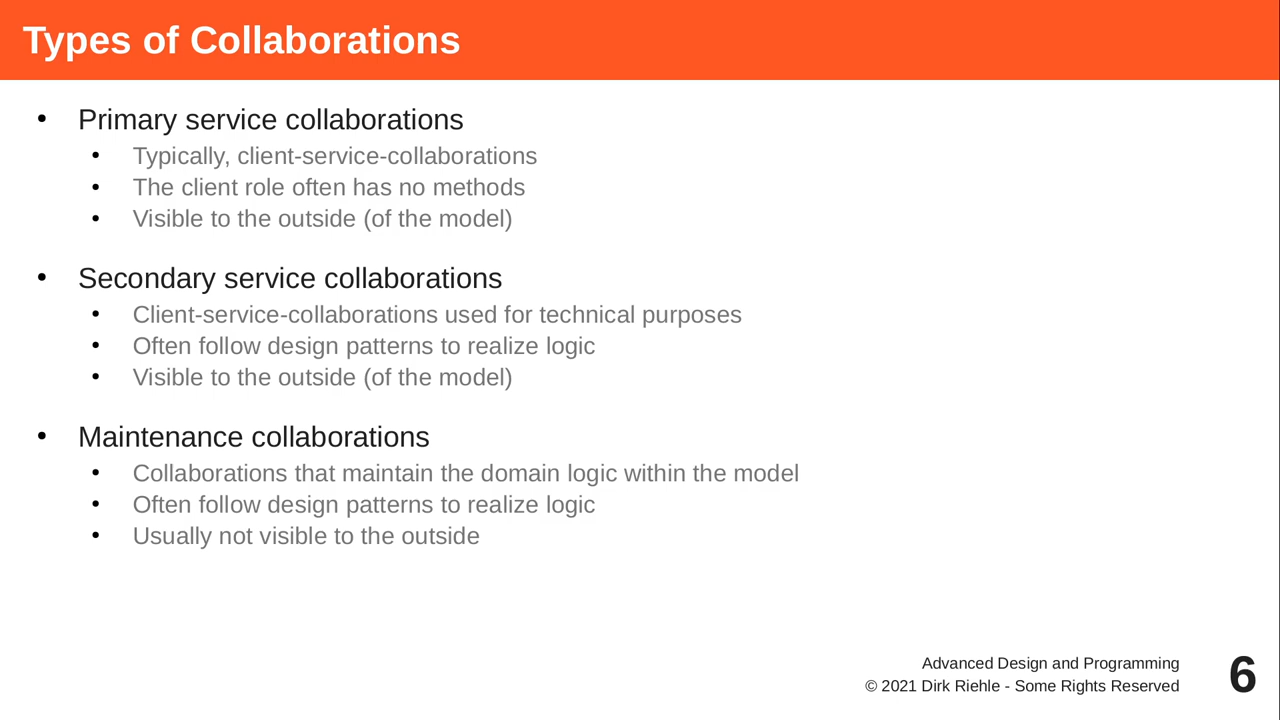 Types of Collaborations
• Primary service collaborations
• Typically, client-service-collaborations
• The client role often has no methods
• Visible to the outside (of the model)
• Secondary service collaborations
• Client-service-collaborations used for technical purposes
• Often follow design patterns to realize logic
• Visible to the outside (of the model)
• Maintenance collaborations
• Collaborations that maintain the domain logic within the model
• Often follow design patterns to realize logic
• Usually not visible to the outside
Advanced Design and Programming
© 2021 Dirk Riehle - Some Rights Reserved
6